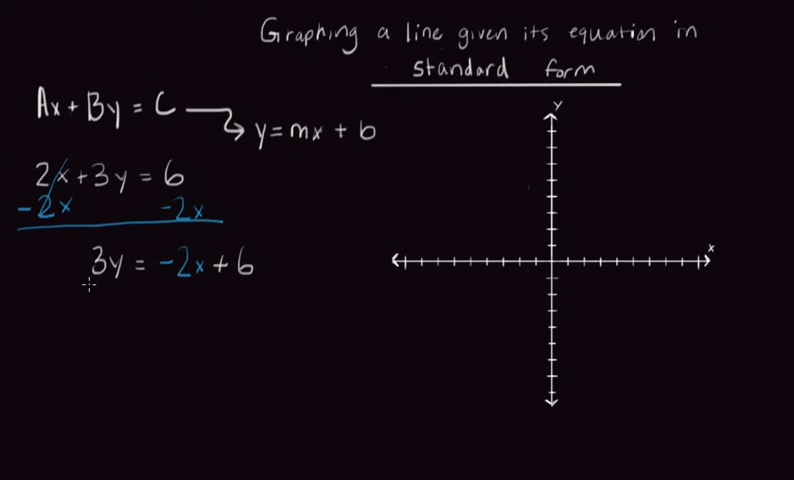 Graphing a line given its equation in
standard form
Ax + By = C
y = mx + b
2x + 3y = 6
-2x -2x
3y = -2x + 6
y
x